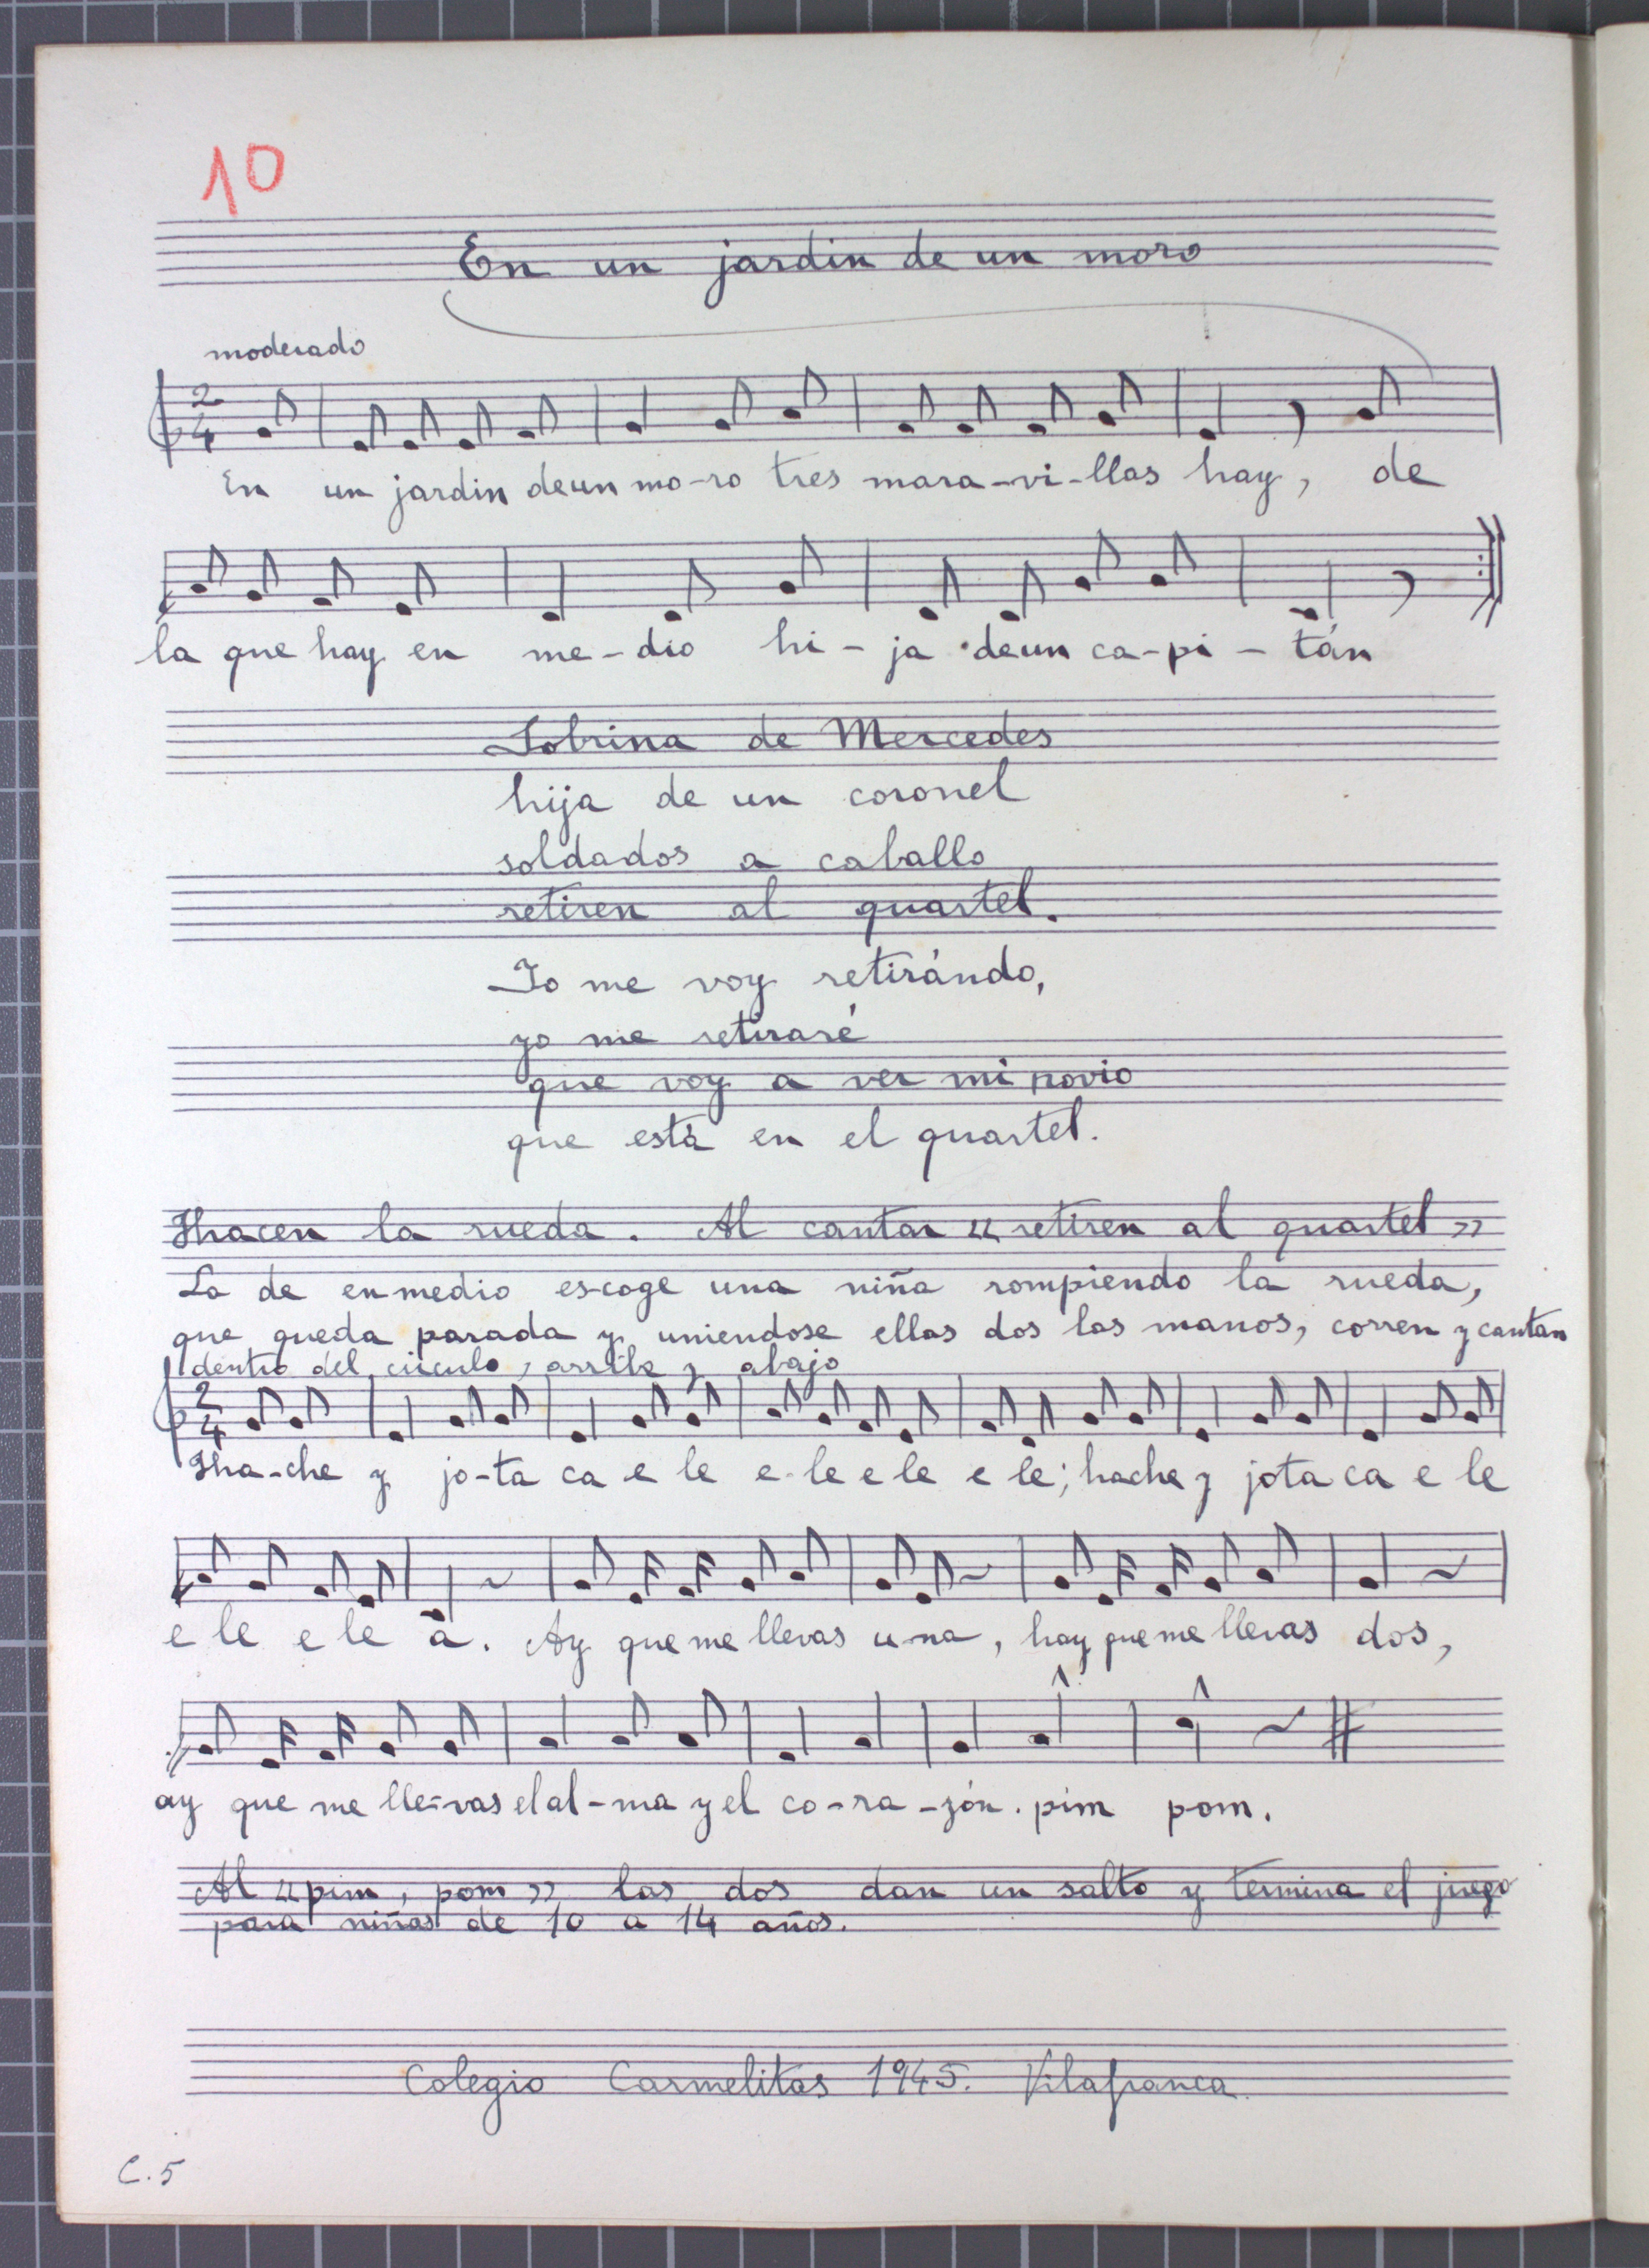 10
En un jardin de un moro
moderado
2
4
En un jardin deun mo-ro tres mara-vi-llas hay, de
la que hay en me-dio hi-ja deun ca-pi-tán
Sobrina de Mercedes
hija de un coronel
soldados a caballo
retiren al quartel.
Yo me voy retirándo,
yo me retiraré
que voy a ver mi novio
que está en el quartel.
Hhacen la rueda. Al cantar «retiren al quartel»
La de enmedio escoge una niña rompiendo la rueda,
que queda parada y uniendose ellas dos las manos, corren y cantan
dentro del circulo, arriba y abajo
2
4
Hha-che y jo-ta ca e le e-le e le e le; hache y jota ca e le
e le e le a. Ay que me llevas u-na, hay que me llevas dos,
ay que me lle-vas el al-ma y el co-ra-zón. pim pom.
Al «pim, pom» las dos dan un salto y termina el juego
para niñas de 10 a 14 años.
Colegio Carmelitas 1945. Vilafranca.
C.5